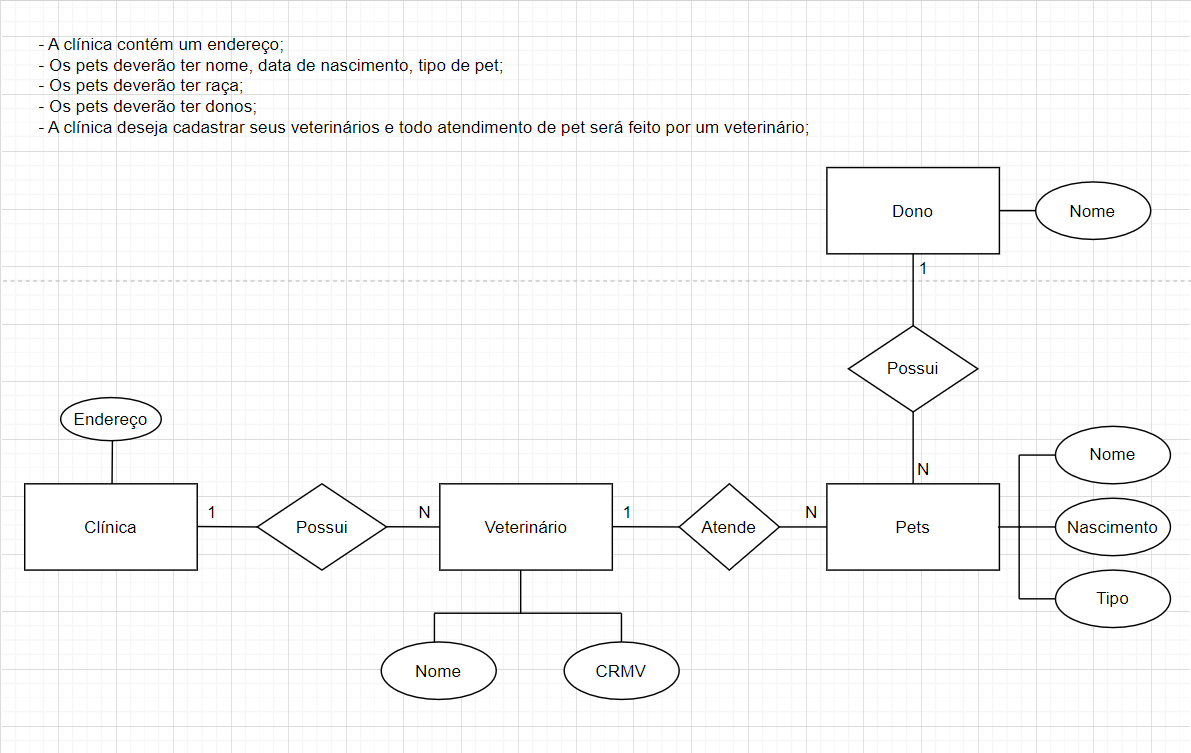 - A clínica contém um endereço;
- Os pets deverão ter nome, data de nascimento, tipo de pet;
- Os pets deverão ter raça;
- Os pets deverão ter donos;
- A clínica deseja cadastrar seus veterinários e todo atendimento de pet será feito por um veterinário;
Dono
Nome
1
Possui
N
Endereço
Clínica
1
Possui
N
Veterinário
1
Atende
N
Pets
Nome
Nascimento
Tipo
Nome
CRMV